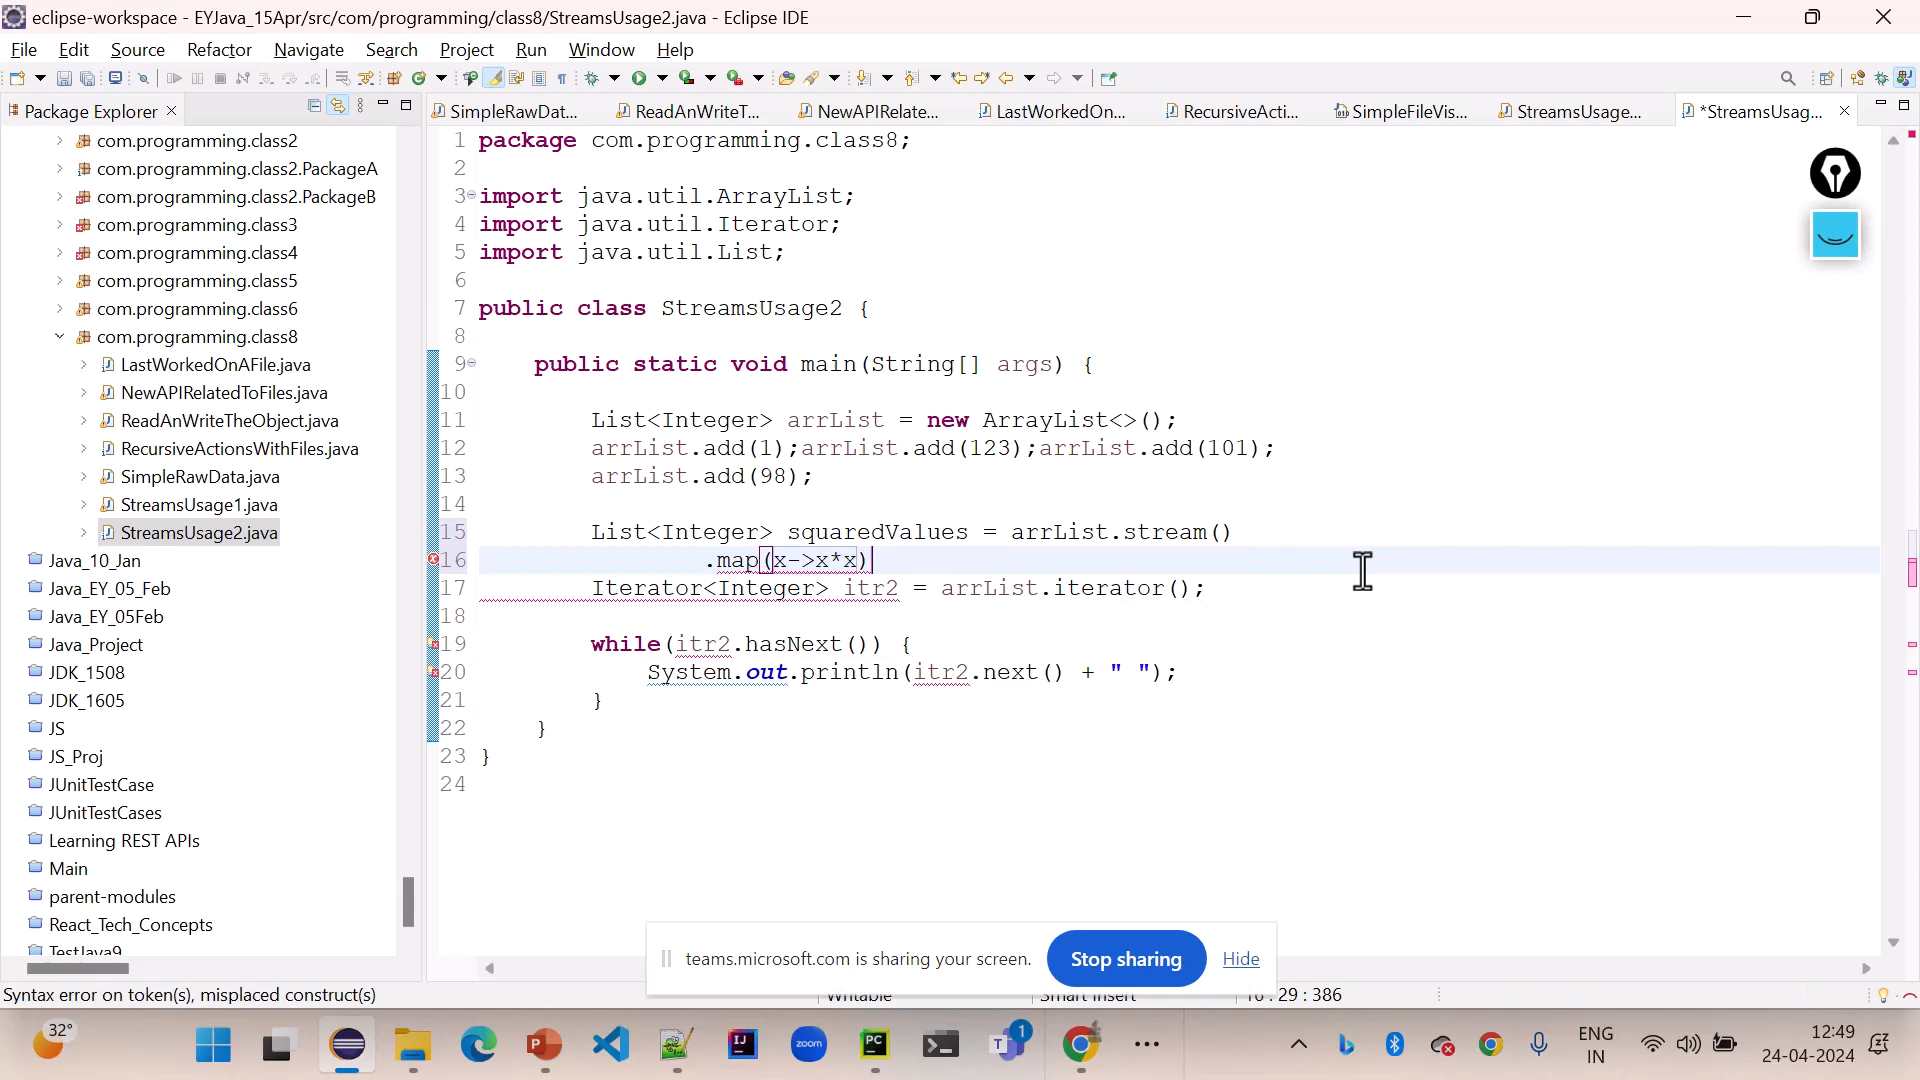 eclipse-workspace - EYJava_15Apr/src/com/programming/class8/StreamsUsage2.java - Eclipse IDE
File Edit Source Refactor Navigate Search Project Run Window Help
Package Explorer
SimpleRawDat... ReadAnWriteT... NewAPIRelate... LastWorkedOn... RecursiveActi... SimpleFileVis... StreamsUsage... *StreamsUsag...
com.programming.class2
com.programming.class2.PackageA
com.programming.class2.PackageB
com.programming.class3
com.programming.class4
com.programming.class5
com.programming.class6
com.programming.class8
LastWorkedOnAFile.java
NewAPIRelatedToFiles.java
ReadAnWriteTheObject.java
RecursiveActionsWithFiles.java
SimpleRawData.java
StreamsUsage1.java
StreamsUsage2.java
Java_10_Jan
Java_EY_05_Feb
Java_EY_05Feb
Java_Project
JDK_1508
JDK_1605
JS
JS_Proj
JUnitTestCase
JUnitTestCases
Learning REST APIs
Main
parent-modules
React_Tech_Concepts
TestJava9
1 package com.programming.class8;
2
3 import java.util.ArrayList;
4 import java.util.Iterator;
5 import java.util.List;
6
7 public class StreamsUsage2 {
8
9 public static void main(String[] args) {
10
11 List<Integer> arrList = new ArrayList<>();
12 arrList.add(1);arrList.add(123);arrList.add(101);
13 arrList.add(98);
14
15 List<Integer> squaredValues = arrList.stream()
16 .map(x->x*x)
17 Iterator<Integer> itr2 = arrList.iterator();
18
19 while(itr2.hasNext()) {
20 System.out.println(itr2.next() + " ");
21 }
22 }
23 }
24
teams.microsoft.com is sharing your screen. Stop sharing Hide
Syntax error on token(s), misplaced construct(s) Writable Smart Insert 16 : 29 : 386
32° zoom 1 ENG IN 12:49 24-04-2024